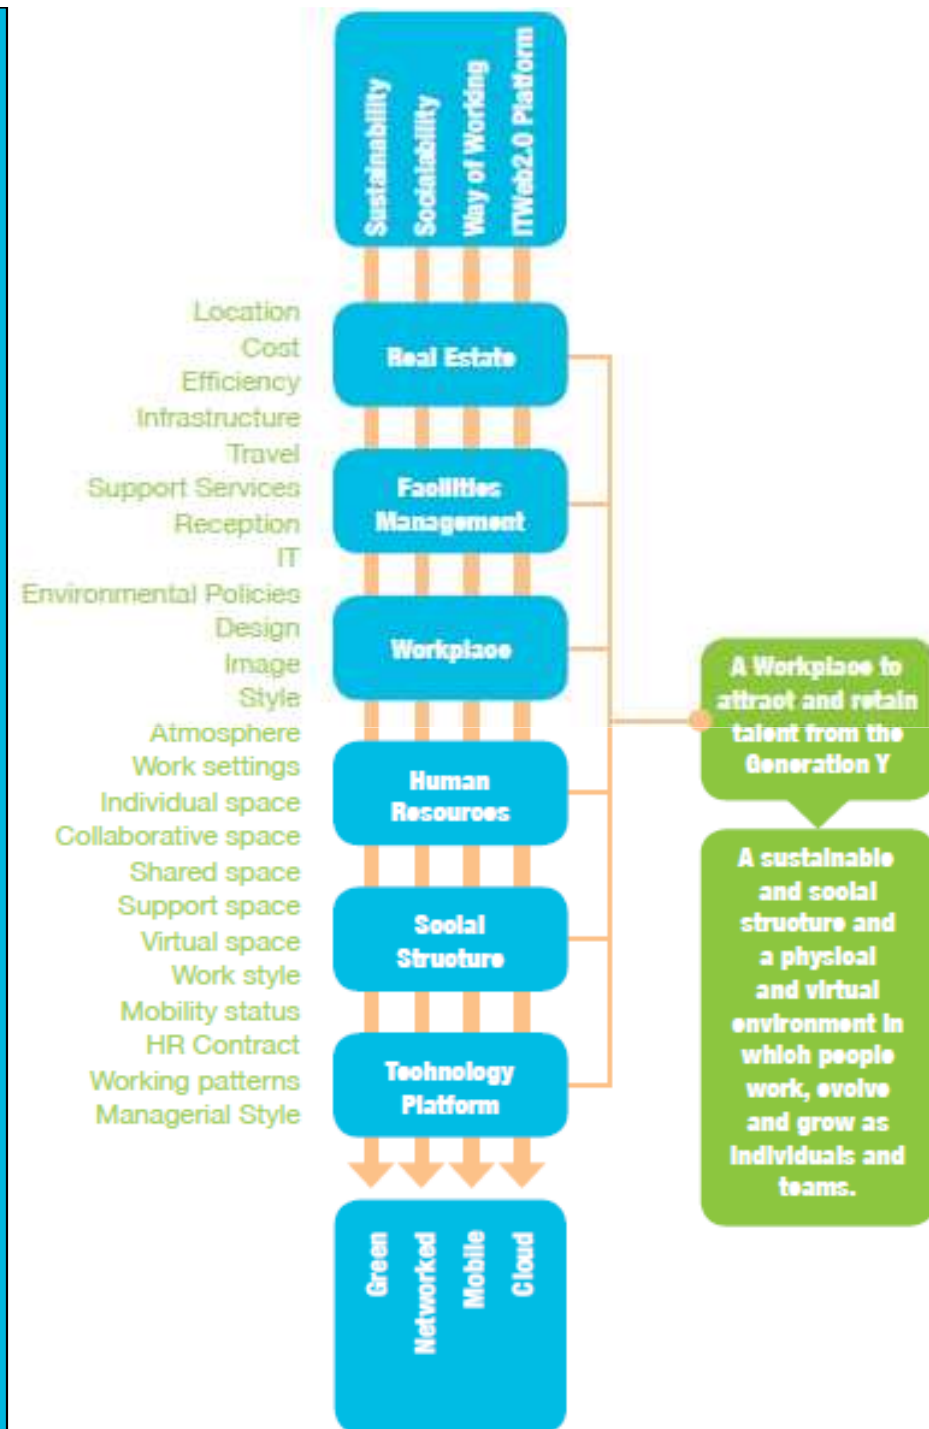 Sustainability
Socialability
Way of Working
ITWeb2.0 Platform
Location
Cost
Efficiency
Infrastructure
Travel
Support Services
Reception
IT
Environmental Policies
Design
Image
Style
Atmosphere
Work settings
Individual space
Collaborative space
Shared space
Support space
Virtual space
Work style
Mobility status
HR Contract
Working patterns
Managerial Style
Real Estate
Facilities
Management
Workplace
Human
Resources
Social
Structure
Technology
Platform
A Workplace to
attract and retain
talent from the
Generation Y
A sustainable
and social
structure and
a physical
and virtual
environment in
which people
work, evolve
and grow as
individuals and
teams.
Green
Networked
Mobile
Cloud